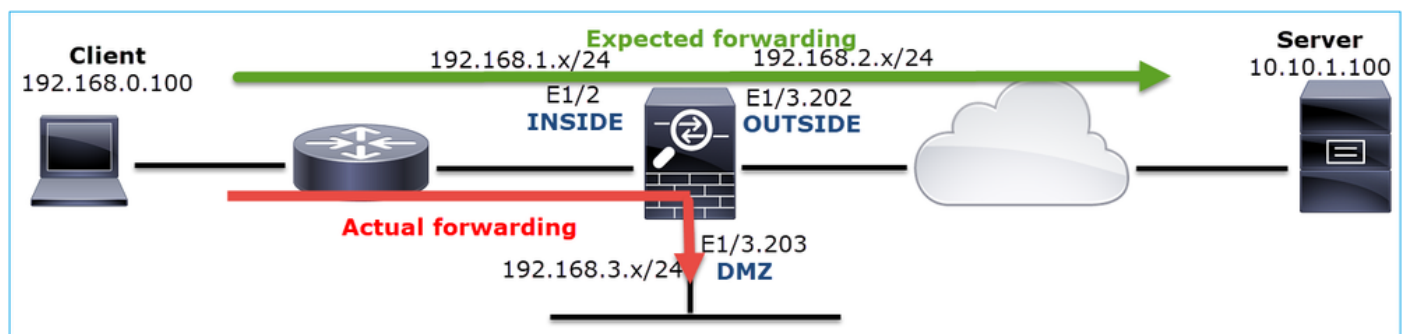 Expected forwarding
Client
192.168.0.100
192.168.1.x/24
192.168.2.x/24
Server
10.10.1.100
E1/2
INSIDE
E1/3.202
OUTSIDE
Actual forwarding
E1/3.203
DMZ
192.168.3.x/24